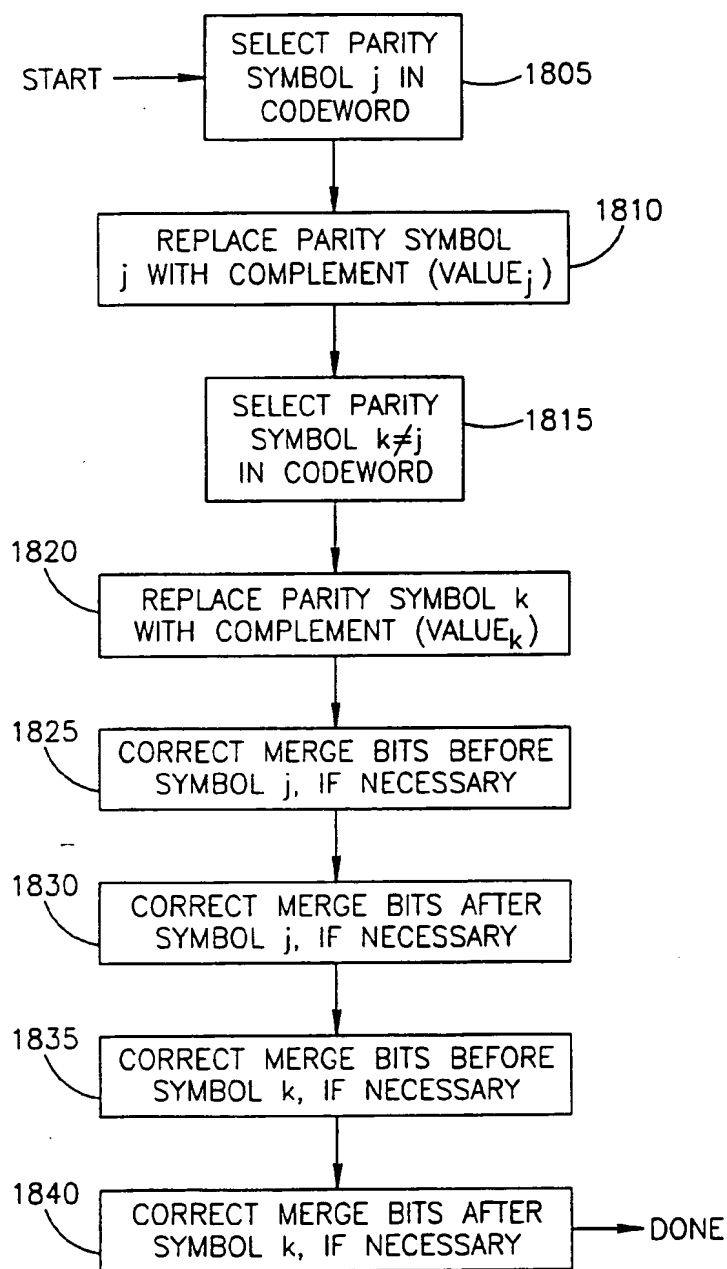 SELECT PARITY
SYMBOL j IN
CODEWORD
START
1805
1810
REPLACE PARITY SYMBOL
j WITH COMPLEMENT (VALUEj)
SELECT PARITY
SYMBOL k≠j
IN CODEWORD
1815
1820
REPLACE PARITY SYMBOL k
WITH COMPLEMENT (VALUEk)
1825
CORRECT MERGE BITS BEFORE
SYMBOL j, IF NECESSARY
1830
CORRECT MERGE BITS AFTER
SYMBOL j, IF NECESSARY
1835
CORRECT MERGE BITS BEFORE
SYMBOL k, IF NECESSARY
1840
CORRECT MERGE BITS AFTER
SYMBOL k, IF NECESSARY
DONE